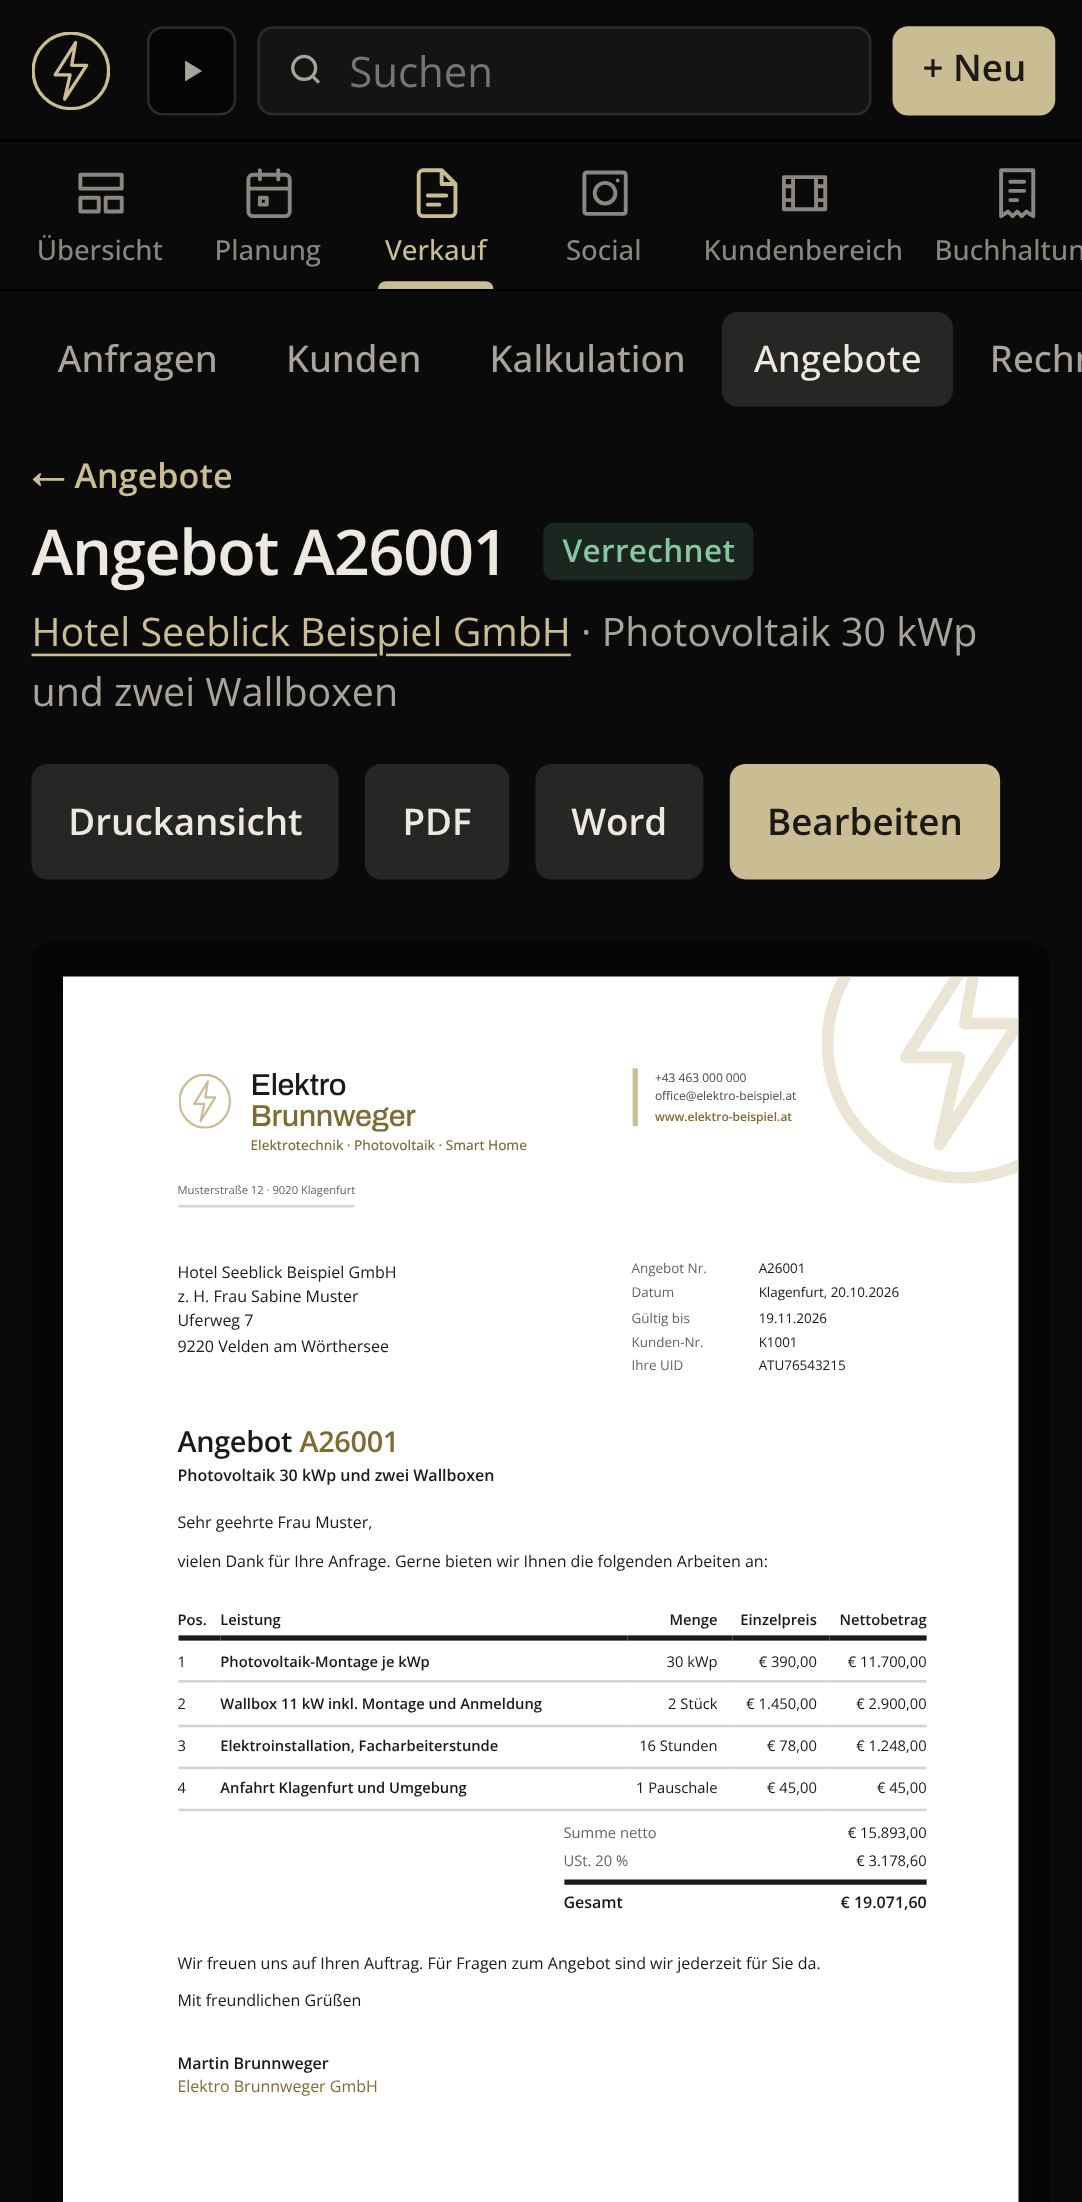 Suchen
+ Neu
Übersicht Planung Verkauf Social Kundenbereich
Anfragen Kunden Kalkulation Angebote
← Angebote
Angebot A26001 Verrechnet
Hotel Seeblick Beispiel GmbH · Photovoltaik 30 kWp
und zwei Wallboxen
Druckansicht PDF Word Bearbeiten
Elektro
Brunnweger
Elektrotechnik · Photovoltaik · Smart Home
+43 463 000 000
office@elektro-beispiel.at
www.elektro-beispiel.at
Musterstraße 12 · 9020 Klagenfurt
Hotel Seeblick Beispiel GmbH
z. H. Frau Sabine Muster
Uferweg 7
9220 Velden am Wörthersee
Angebot Nr. A26001
Datum Klagenfurt, 20.10.2026
Gültig bis 19.11.2026
Kunden-Nr. K1001
Ihre UID ATU76543215
Angebot A26001
Photovoltaik 30 kWp und zwei Wallboxen
Sehr geehrte Frau Muster,
vielen Dank für Ihre Anfrage. Gerne bieten wir Ihnen die folgenden Arbeiten an:
Pos. Leistung Menge Einzelpreis Nettobetrag
1 Photovoltaik-Montage je kWp 30 kWp € 390,00 € 11.700,00
2 Wallbox 11 kW inkl. Montage und Anmeldung 2 Stück € 1.450,00 € 2.900,00
3 Elektroinstallation, Facharbeiterstunde 16 Stunden € 78,00 € 1.248,00
4 Anfahrt Klagenfurt und Umgebung 1 Pauschale € 45,00 € 45,00
Summe netto € 15.893,00
USt. 20 % € 3.178,60
Gesamt € 19.071,60
Wir freuen uns auf Ihren Auftrag. Für Fragen zum Angebot sind wir jederzeit für Sie da.
Mit freundlichen Grüßen
Martin Brunnweger
Elektro Brunnweger GmbH